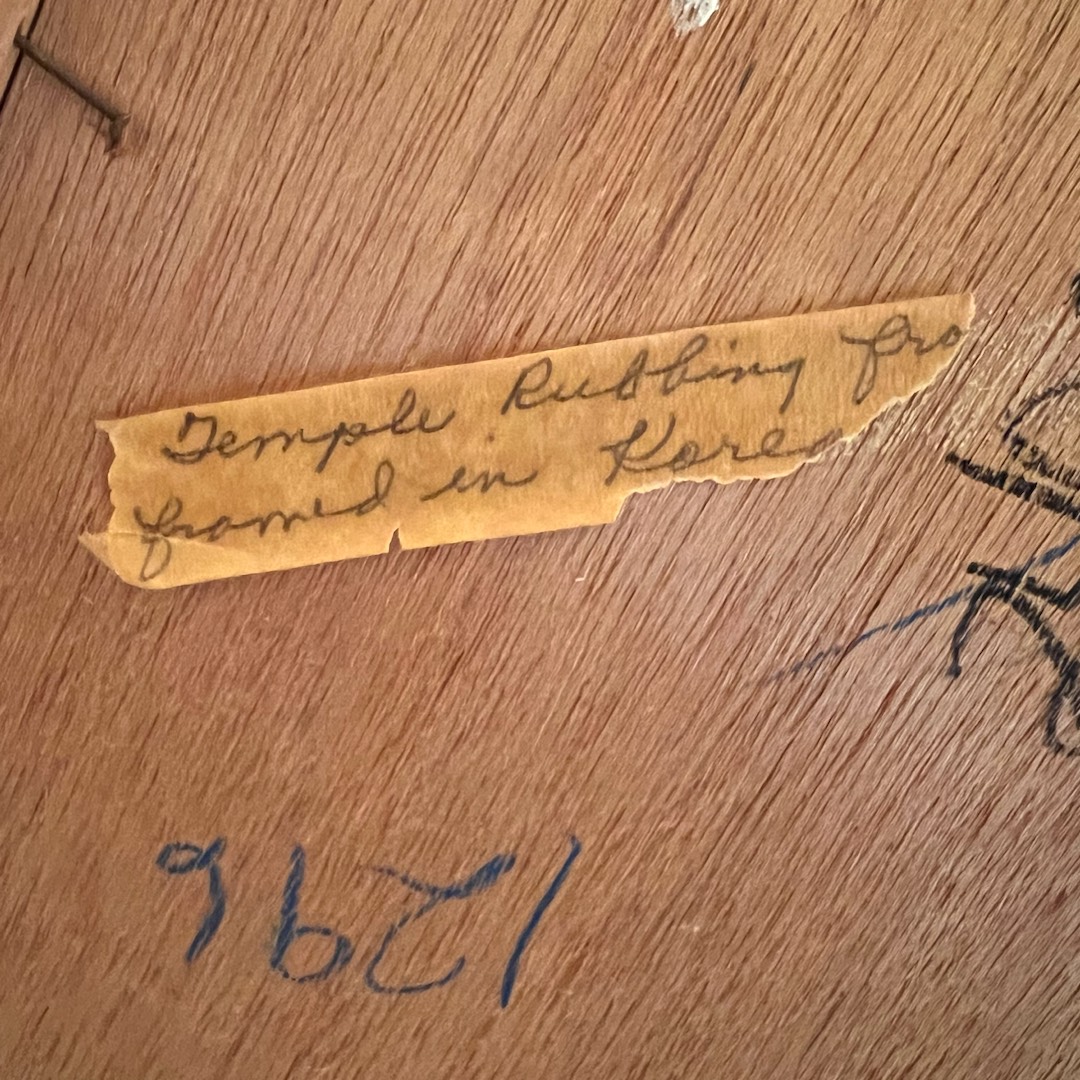 Temple Rubbing fro
framed in Korea
1296